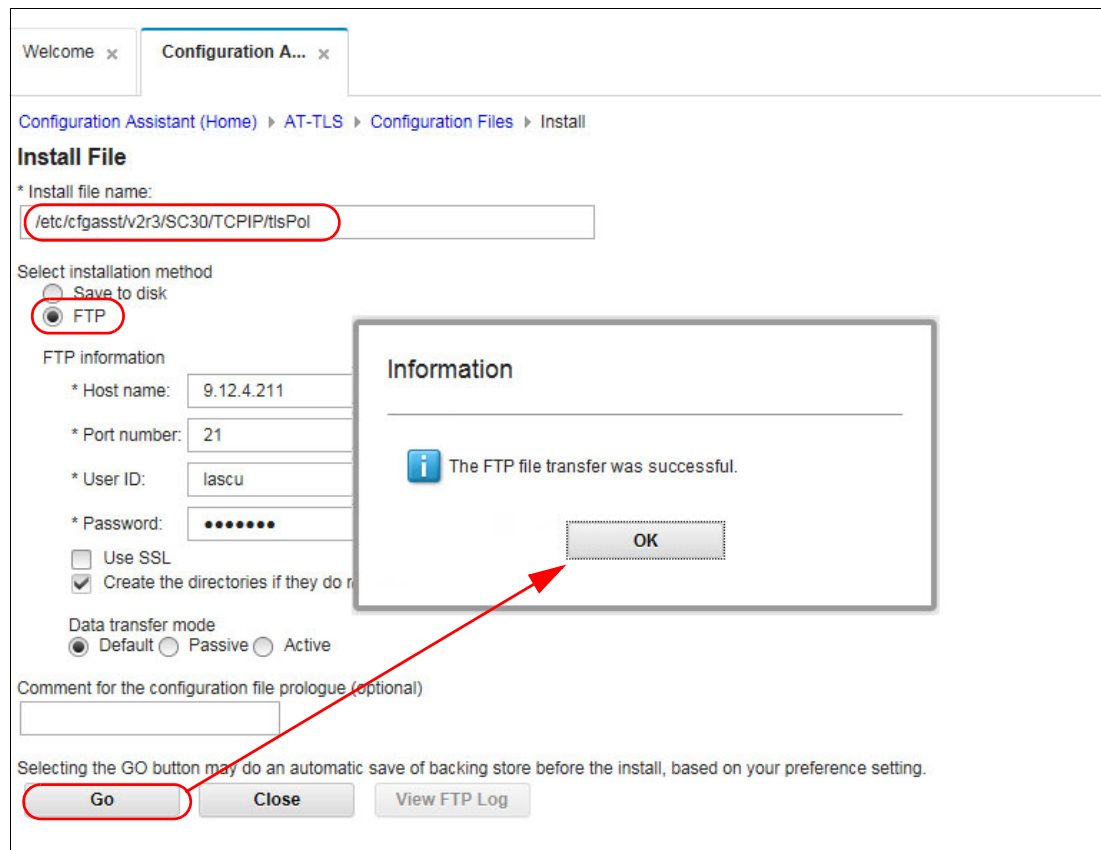 Welcome x
Configuration A... x
Configuration Assistant (Home) ▶ AT-TLS ▶ Configuration Files ▶ Install
Install File
* Install file name:
/etc/cfgasst/v2r3/SC30/TCPIP/tlsPol
Select installation method
Save to disk
FTP
FTP information
* Host name: 9.12.4.211
* Port number: 21
* User ID: lascu
* Password: •••••••
Use SSL
Create the directories if they do
Data transfer mode
Default Passive Active
Information
i The FTP file transfer was successful.
OK
Comment for the configuration file prologue (optional)
Selecting the GO button may do an automatic save of backing store before the install, based on your preference setting.
Go Close View FTP Log